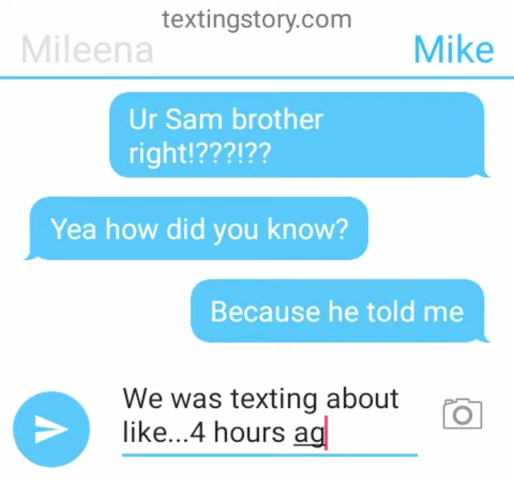 textingstory.com
Mileena
Mike
Ur Sam brother
right!???!??
Yea how did you know?
Because he told me
We was texting about
like...4 hours ag